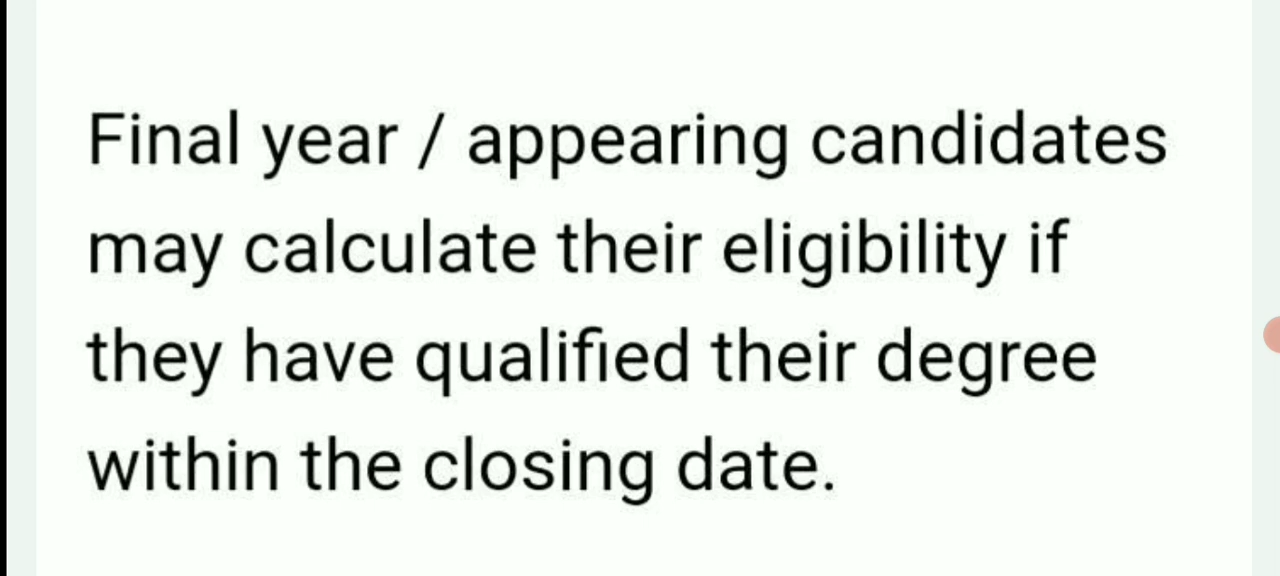 Final year / appearing candidates
may calculate their eligibility if
they have qualified their degree
within the closing date.